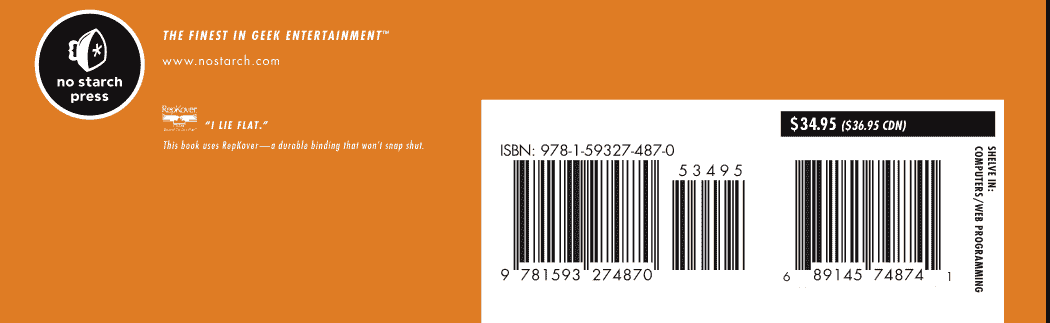 THE FINEST IN GEEK ENTERTAINMENT™
www.nostarch.com
no starch
press
RepKover
"I LIE FLAT."
This book uses RepKover—a durable binding that won't snap shut.
$34.95 ($36.95 CDN)
ISBN: 978-1-59327-487-0
53495
9 781593 274870
6 89145 74874 1
SHELVE IN:
COMPUTERS/WEB PROGRAMMING